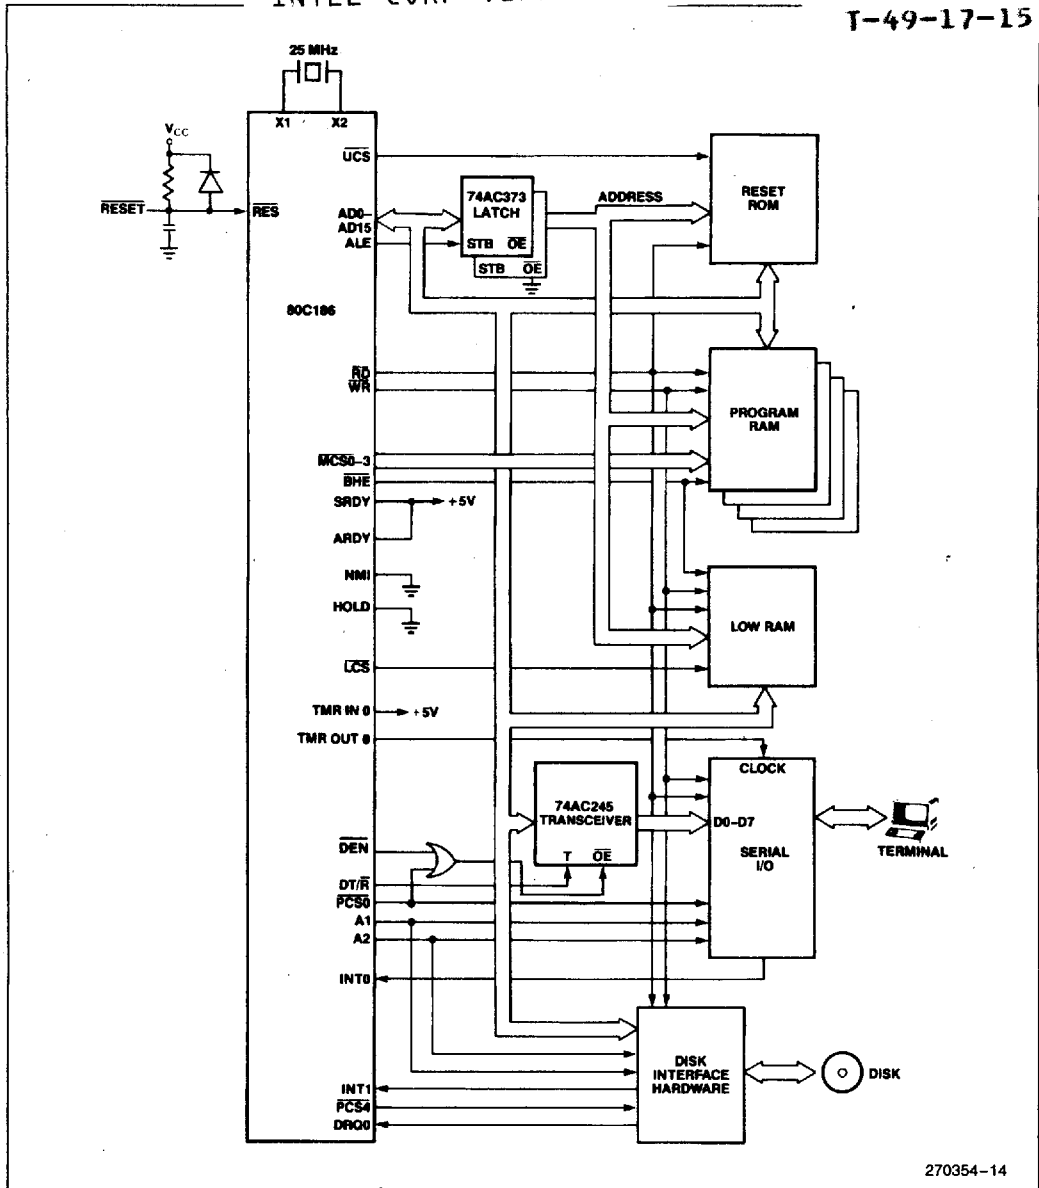 T-49-17-15
25 MHz
X1 X2
VCC
RESET
RES
UCS
AD0–
AD15
ALE
74AC373
LATCH
STB OE
STB OE
ADDRESS
RESET
ROM
80C186
RD
WR
PROGRAM
RAM
MCS0–3
BHE
SRDY
+5V
ARDY
NMI
HOLD
LOW RAM
LCS
TMR IN 0
+5V
TMR OUT 0
CLOCK
74AC245
TRANSCEIVER
T OE
D0–D7
SERIAL
I/O
TERMINAL
DEN
DT/R
PCS0
A1
A2
INT0
DISK
INTERFACE
HARDWARE
DISK
INT1
PCS4
DRQ0
270354–14